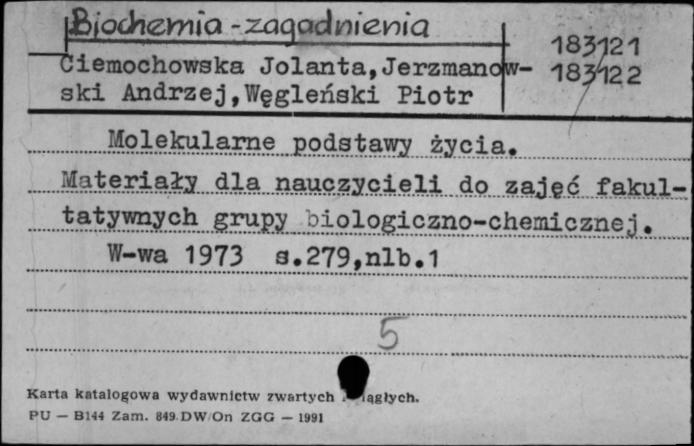 Biochemia - zagadnienia
183121
Ciemochowska Jolanta,Jerzmanow-
183122
ski Andrzej,Węgleński Piotr
Molekularne podstawy życia.
Materiały dla nauczycieli do zajęć fakul-
tatywnych grupy biologiczno-chemicznej.
W-wa 1973 s.279,nlb.1
5
Karta katalogowa wydawnictw zwartych
PU — B144 Zam. 849 DW/On ZGG — 1991